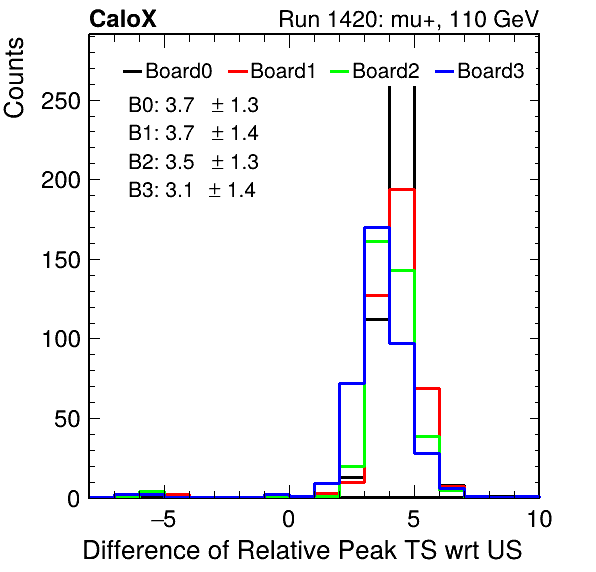 CaloX Run 1420: mu+, 110 GeV
Counts
Board0 Board1 Board2 Board3
B0: 3.7 ± 1.3
B1: 3.7 ± 1.4
B2: 3.5 ± 1.3
B3: 3.1 ± 1.4
250
200
150
100
50
0
−5 0 5 10
Difference of Relative Peak TS wrt US